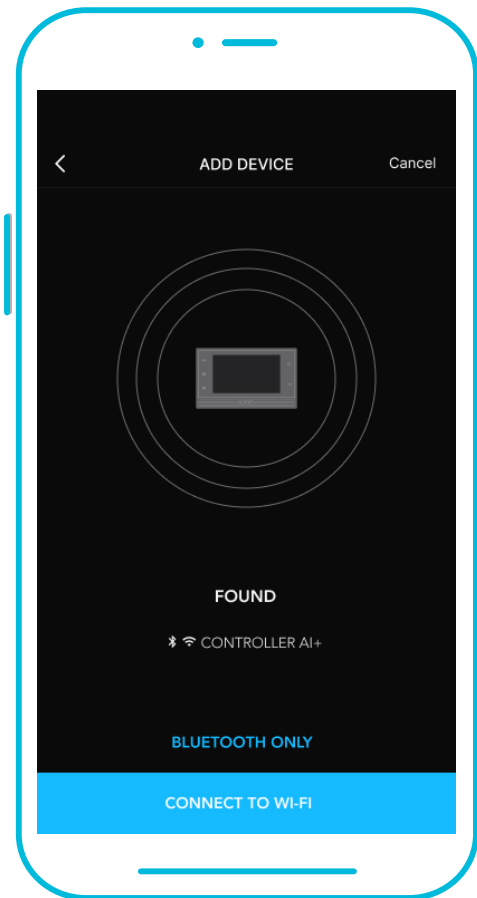 ADD DEVICE Cancel
FOUND
CONTROLLER AI+
BLUETOOTH ONLY
CONNECT TO WI-FI